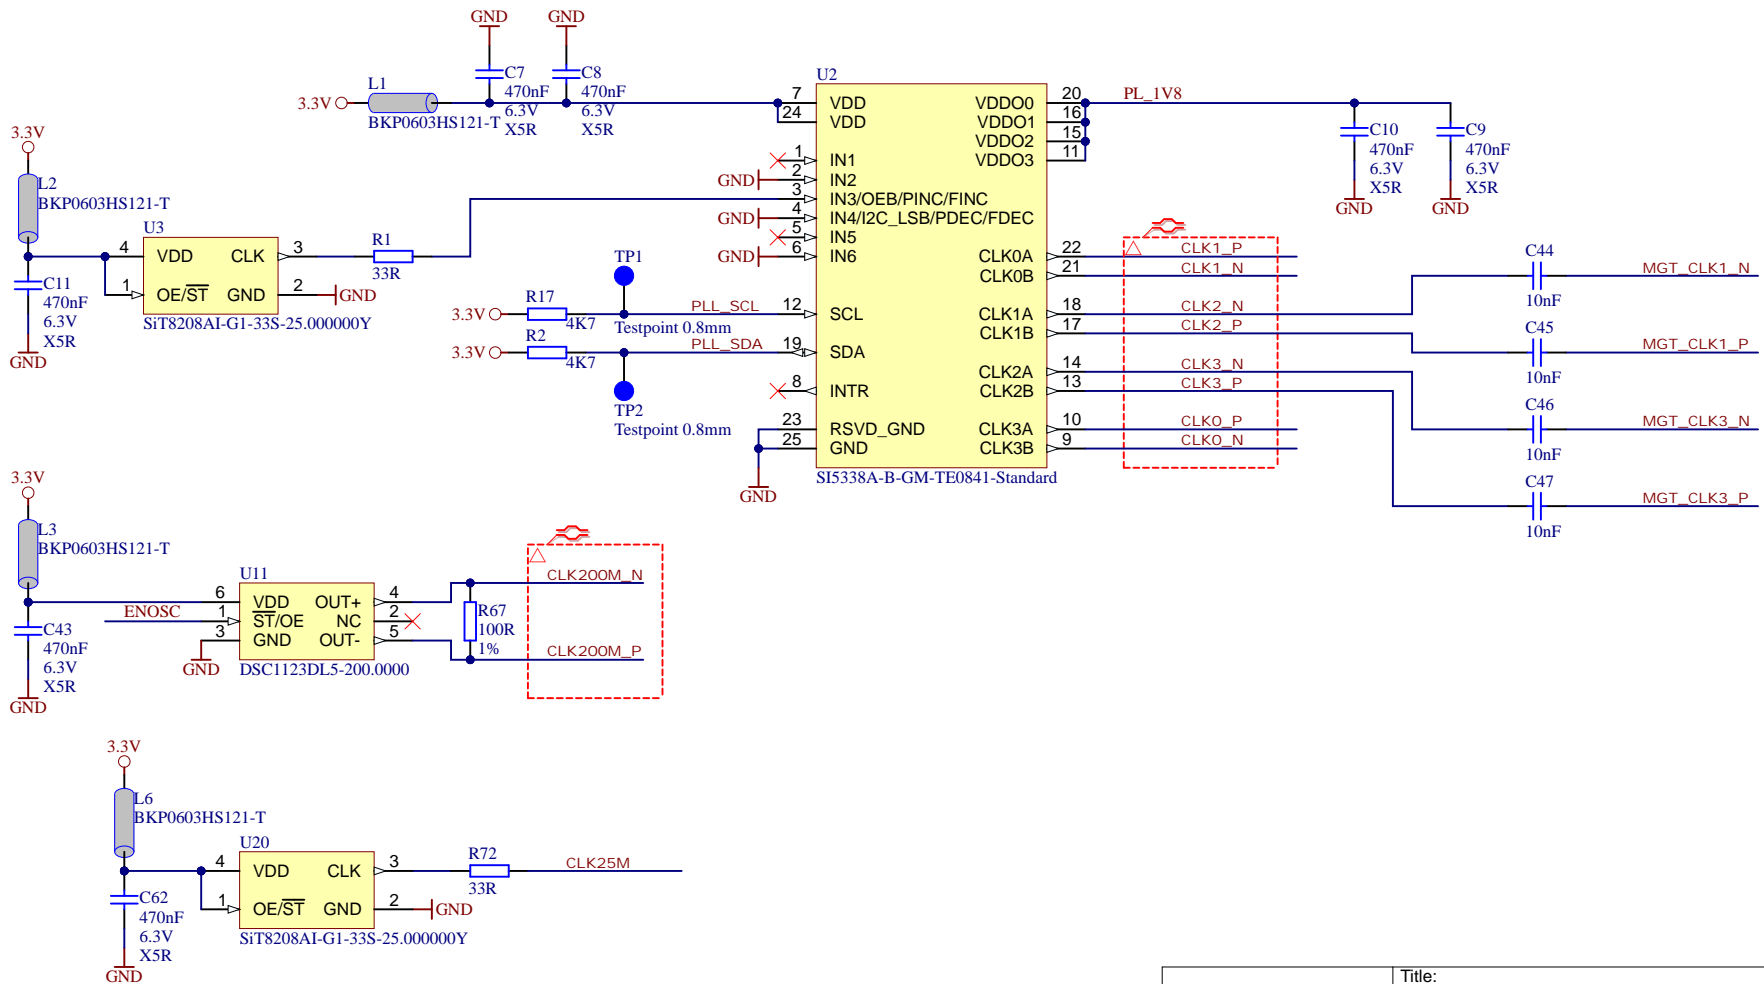 GND
GND
L1
3.3V
BKP0603HS121-T
C7
470nF
6.3V
X5R
C8
470nF
6.3V
X5R
U2
7 VDD
24 VDD
1 IN1
GND 2 IN2
3 IN3/OEB/PINC/FINC
GND 4 IN4/I2C_LSB/PDEC/FDEC
5 IN5
GND 6 IN6
12 SCL
19 SDA
8 INTR
23 RSVD_GND
25 GND
GND
VDDO0 20
VDDO1 16
VDDO2 15
VDDO3 11
CLK0A 22
CLK0B 21
CLK1A 18
CLK1B 17
CLK2A 14
CLK2B 13
CLK3A 10
CLK3B 9
SI5338A-B-GM-TE0841-Standard
PL_1V8
C10
470nF
6.3V
X5R
GND
C9
470nF
6.3V
X5R
GND
CLK1_P
CLK1_N
CLK2_N
CLK2_P
CLK3_N
CLK3_P
CLK0_P
CLK0_N
C44
10nF
MGT_CLK1_N
C45
10nF
MGT_CLK1_P
C46
10nF
MGT_CLK3_N
C47
10nF
MGT_CLK3_P
3.3V
L2
BKP0603HS121-T
C11
470nF
6.3V
X5R
GND
U3
4 VDD CLK 3
1 OE/ST GND 2 GND
SiT8208AI-G1-33S-25.000000Y
R1
33R
TP1
Testpoint 0.8mm
3.3V
R17
4K7
PLL_SCL
3.3V
R2
4K7
PLL_SDA
TP2
Testpoint 0.8mm
3.3V
L3
BKP0603HS121-T
C43
470nF
6.3V
X5R
GND
ENOSC
U11
6 VDD OUT+ 4
1 ST/OE NC 2
3 GND OUT- 5
GND
DSC1123DL5-200.0000
R67
100R
1%
CLK200M_N
CLK200M_P
3.3V
L6
BKP0603HS121-T
C62
470nF
6.3V
X5R
GND
U20
4 VDD CLK 3
1 OE/ST GND 2 GND
SiT8208AI-G1-33S-25.000000Y
R72
33R
CLK25M
Title: